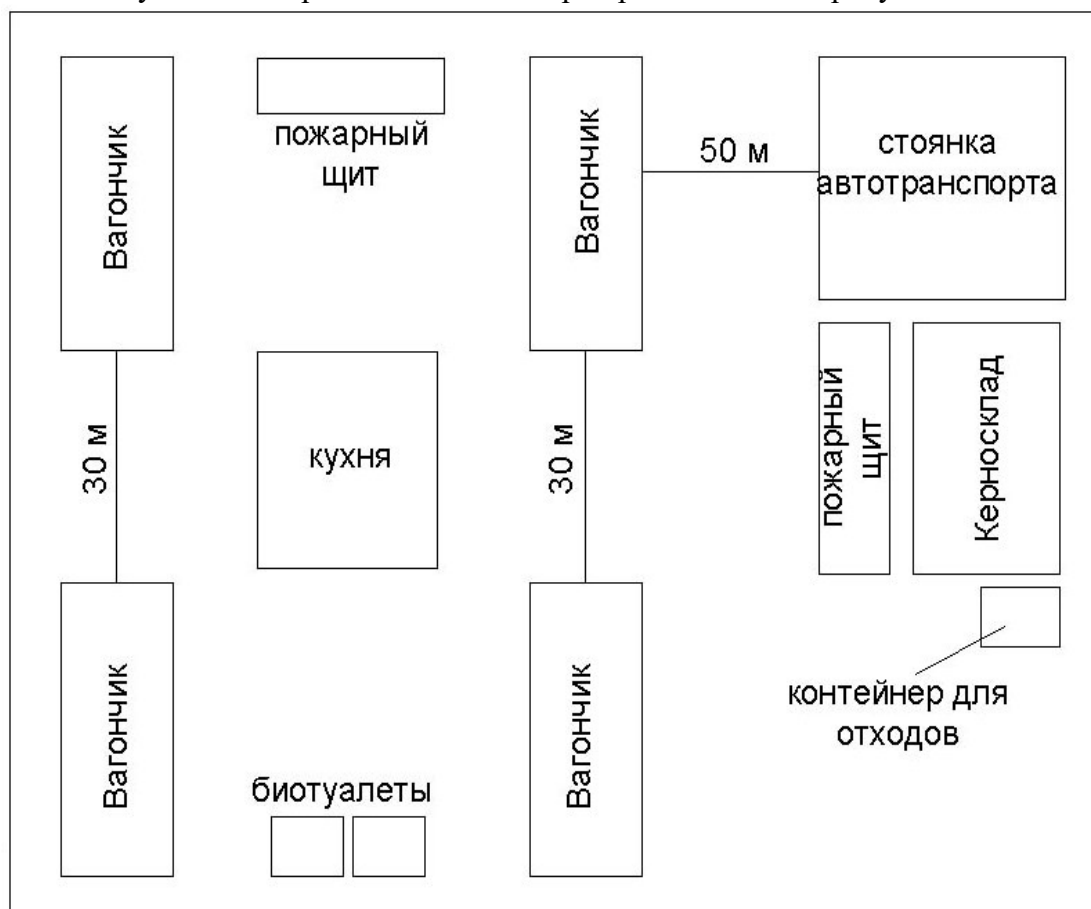 Вагончик
пожарный
щит
Вагончик
50 м
стоянка
автотранспорта
30 м
кухня
30 м
пожарный
щит
Керносклад
Вагончик
биотуалеты
Вагончик
контейнер для
отходов